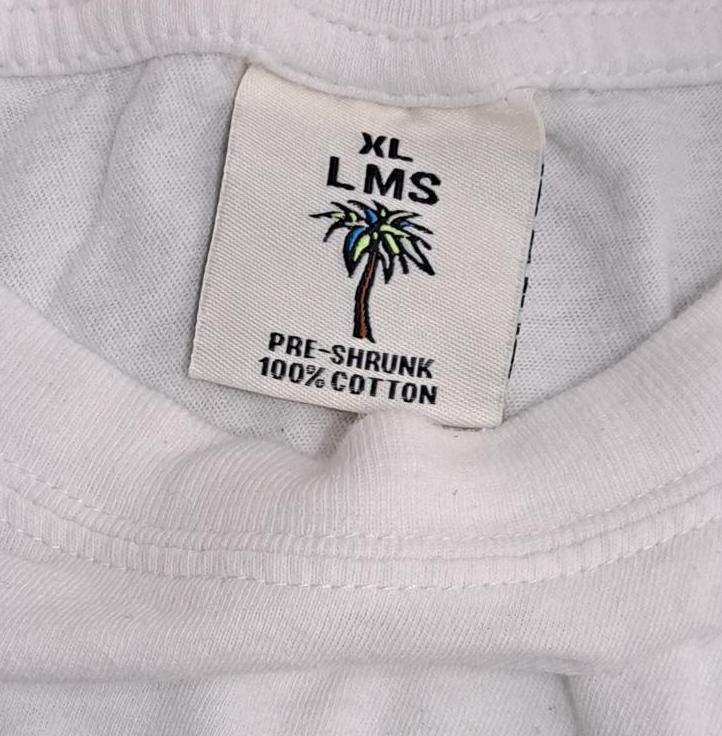 XL
LMS
PRE-SHRUNK
100% COTTON